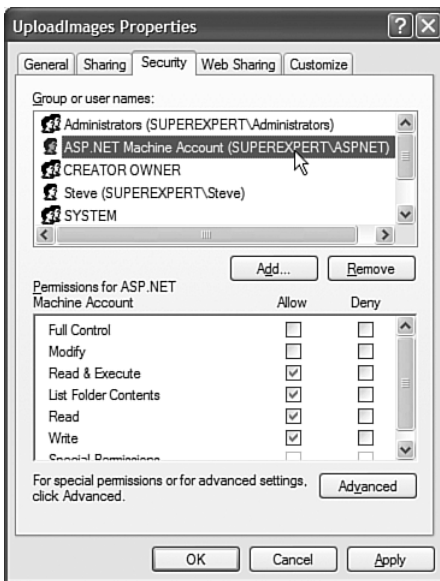 UploadImages Properties
General Sharing Security Web Sharing Customize
Group or user names:
Administrators (SUPEREXPERT\Administrators)
ASP.NET Machine Account (SUPEREXPERT\ASPNET)
CREATOR OWNER
Steve (SUPEREXPERT\Steve)
SYSTEM
Add... Remove
Permissions for ASP.NET
Machine Account Allow Deny
Full Control
Modify
Read & Execute
List Folder Contents
Read
Write
Special Permissions
For special permissions or for advanced settings,
click Advanced.
Advanced
OK Cancel Apply